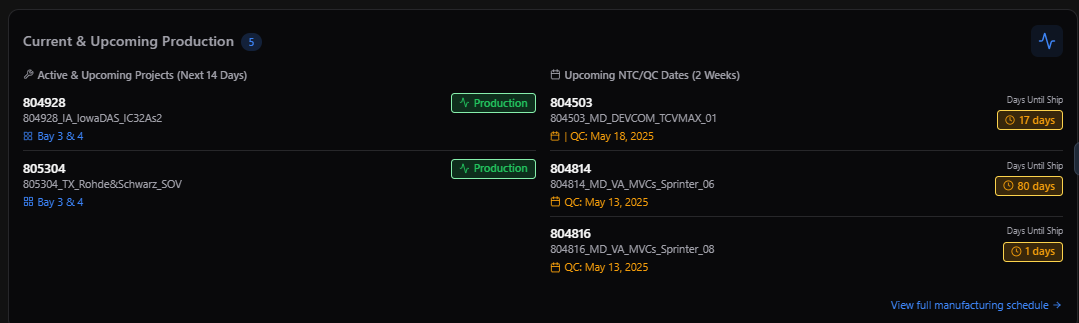 Current & Upcoming Production 5
Active & Upcoming Projects (Next 14 Days)
804928
Production
804928_IA_IowaDAS_IC32As2
Bay 3 & 4
805304
Production
805304_TX_Rohde&Schwarz_SOV
Bay 3 & 4
Upcoming NTC/QC Dates (2 Weeks)
804503
Days Until Ship
804503_MD_DEVCOM_TCVMAX_01
17 days
| QC: May 18, 2025
804814
Days Until Ship
804814_MD_VA_MVCs_Sprinter_06
80 days
QC: May 13, 2025
804816
Days Until Ship
804816_MD_VA_MVCs_Sprinter_08
1 days
QC: May 13, 2025
View full manufacturing schedule →